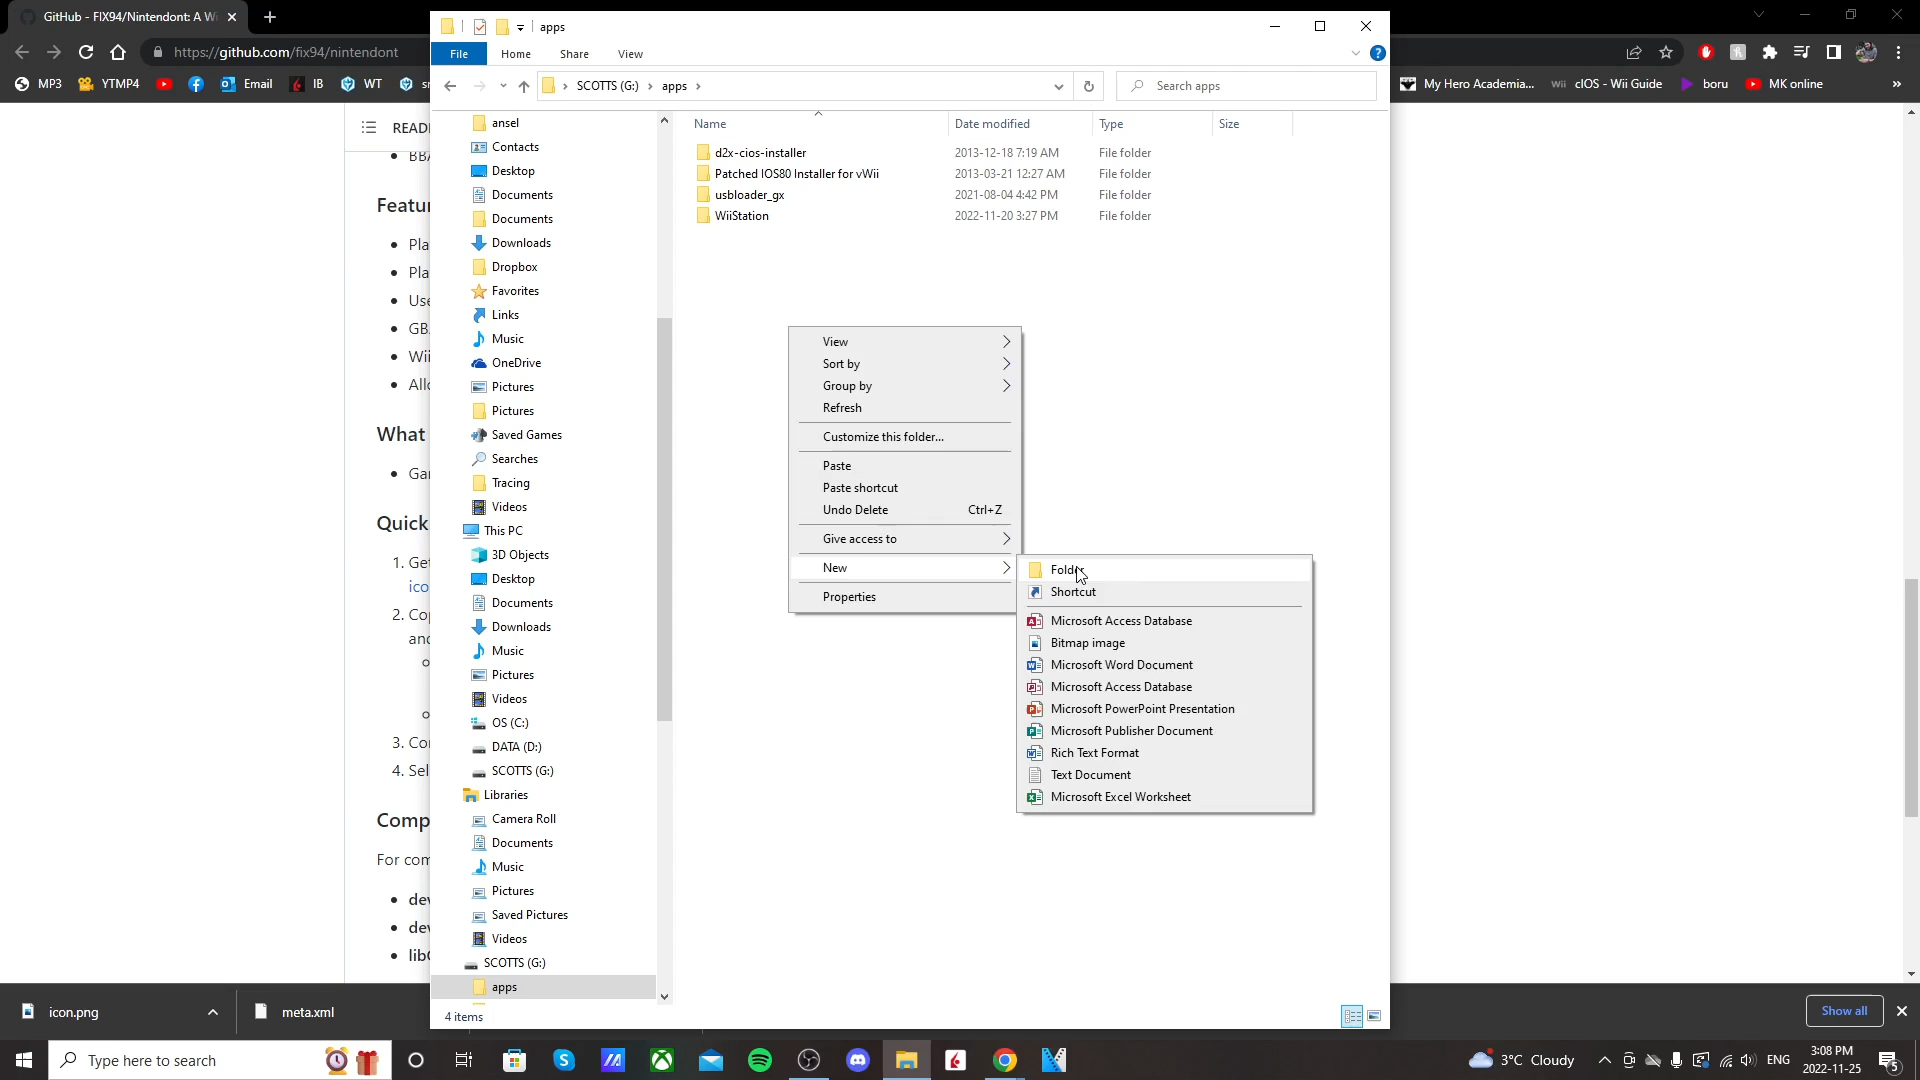 GitHub - FIX94/Nintendont: A Wi
https://github.com/fix94/nintendont
MP3
YTMP4
Email
IB
WT
My Hero Academia...
Wii
cIOS - Wii Guide
boru
MK online
»
apps
File
Home
Share
View
SCOTTS (G:)
apps
Search apps
Name
Date modified
Type
Size
d2x-cios-installer 2013-12-18 7:19 AM File folder
Patched IOS80 Installer for vWii 2013-03-21 12:27 AM File folder
usbloader_gx 2021-08-04 4:42 PM File folder
WiiStation 2022-11-20 3:27 PM File folder
ansel
Contacts
Desktop
Documents
Documents
Downloads
Dropbox
Favorites
Links
Music
OneDrive
Pictures
Pictures
Saved Games
Searches
Tracing
Videos
This PC
3D Objects
Desktop
Documents
Downloads
Music
Pictures
Videos
OS (C:)
DATA (D:)
SCOTTS (G:)
Libraries
Camera Roll
Documents
Music
Pictures
Saved Pictures
Videos
SCOTTS (G:)
apps
4 items
View
Sort by
Group by
Refresh
Customize this folder...
Paste
Paste shortcut
Undo Delete Ctrl+Z
Give access to
New
Properties
Folder
Shortcut
Microsoft Access Database
Bitmap image
Microsoft Word Document
Microsoft Access Database
Microsoft PowerPoint Presentation
Microsoft Publisher Document
Rich Text Format
Text Document
Microsoft Excel Worksheet
What
Quick
1. Get
2.
3.
4. Sel
Comp
For com
icon.png
meta.xml
Show all
Type here to search
3°C Cloudy
ENG
3:08 PM
2022-11-25
5